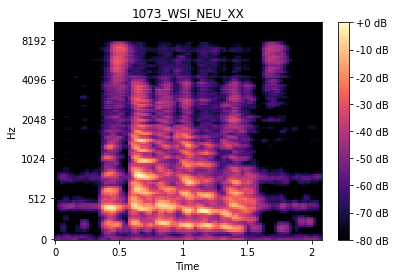 1073_WSI_NEU_XX
8192
4096
2048
1024
512
0
Hz
0
0.5
1
1.5
2
Time
+0 dB
-10 dB
-20 dB
-30 dB
-40 dB
-50 dB
-60 dB
-70 dB
-80 dB